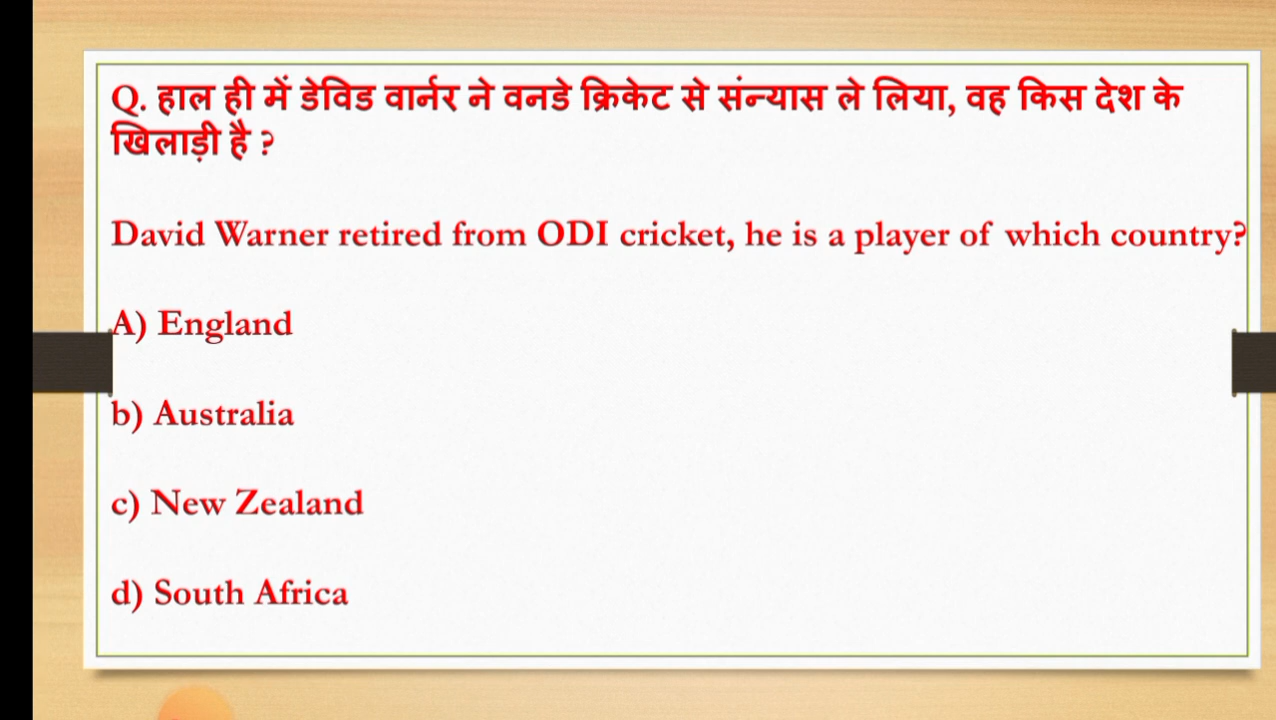 Q. हाल ही में डेविड वार्नर ने वनडे क्रिकेट से संन्यास ले लिया, वह किस देश के
खिलाड़ी है ?
David Warner retired from ODI cricket, he is a player of which country?
A) England
b) Australia
c) New Zealand
d) South Africa